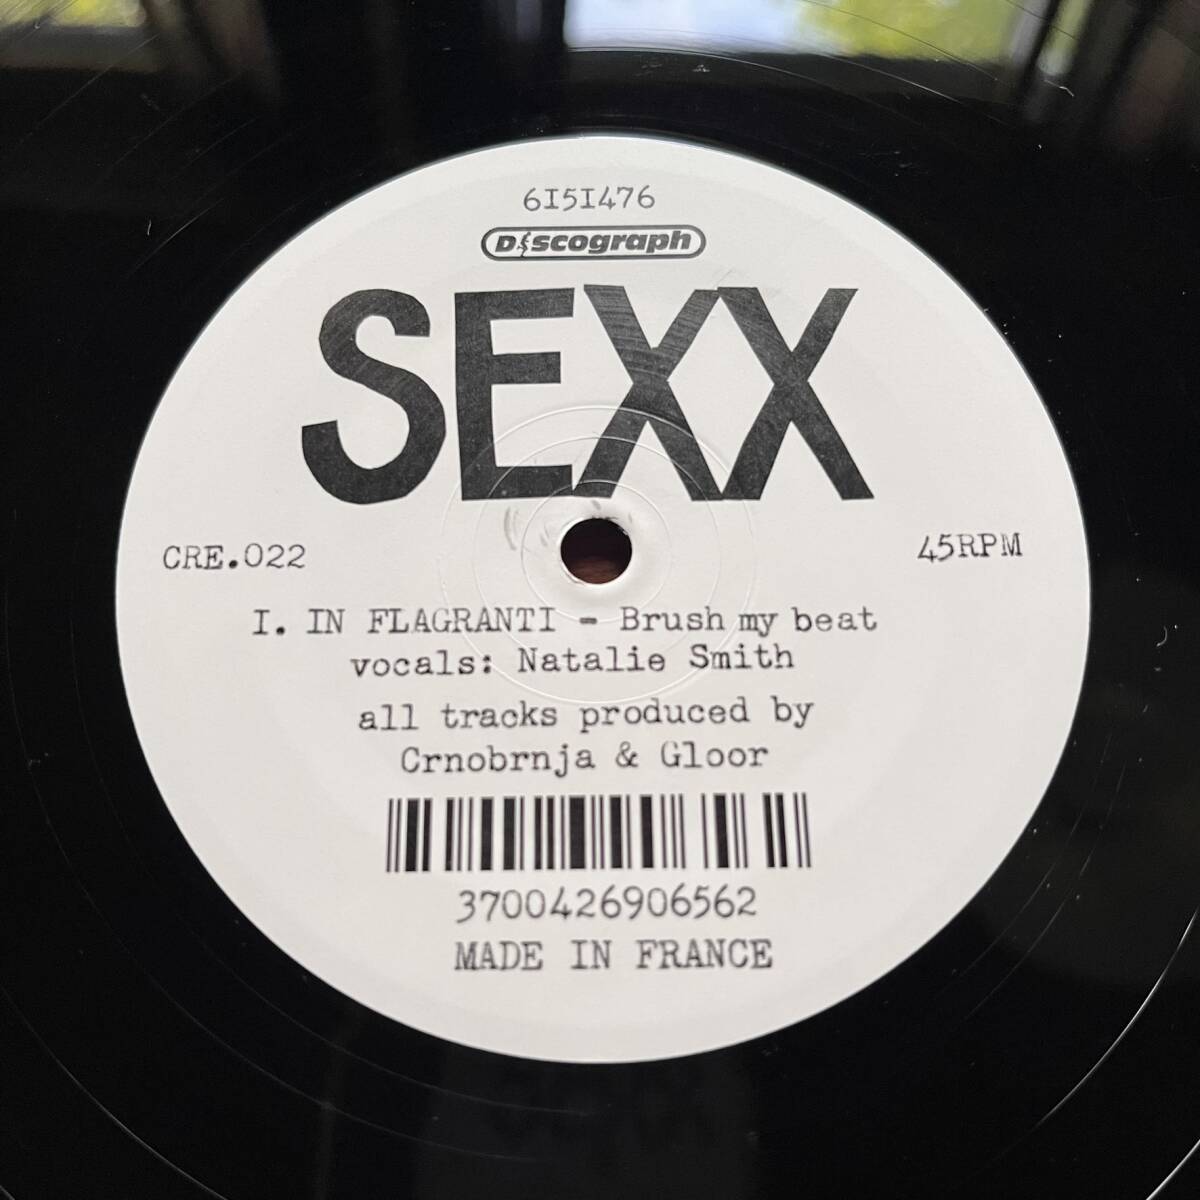 6I5I476
Discograph
SEXX
CRE.022
45RPM
I. IN FLAGRANTI - Brush my beat
vocals: Natalie Smith
all tracks produced by
Crnobrnja & Gloor
3700426906562
MADE IN FRANCE